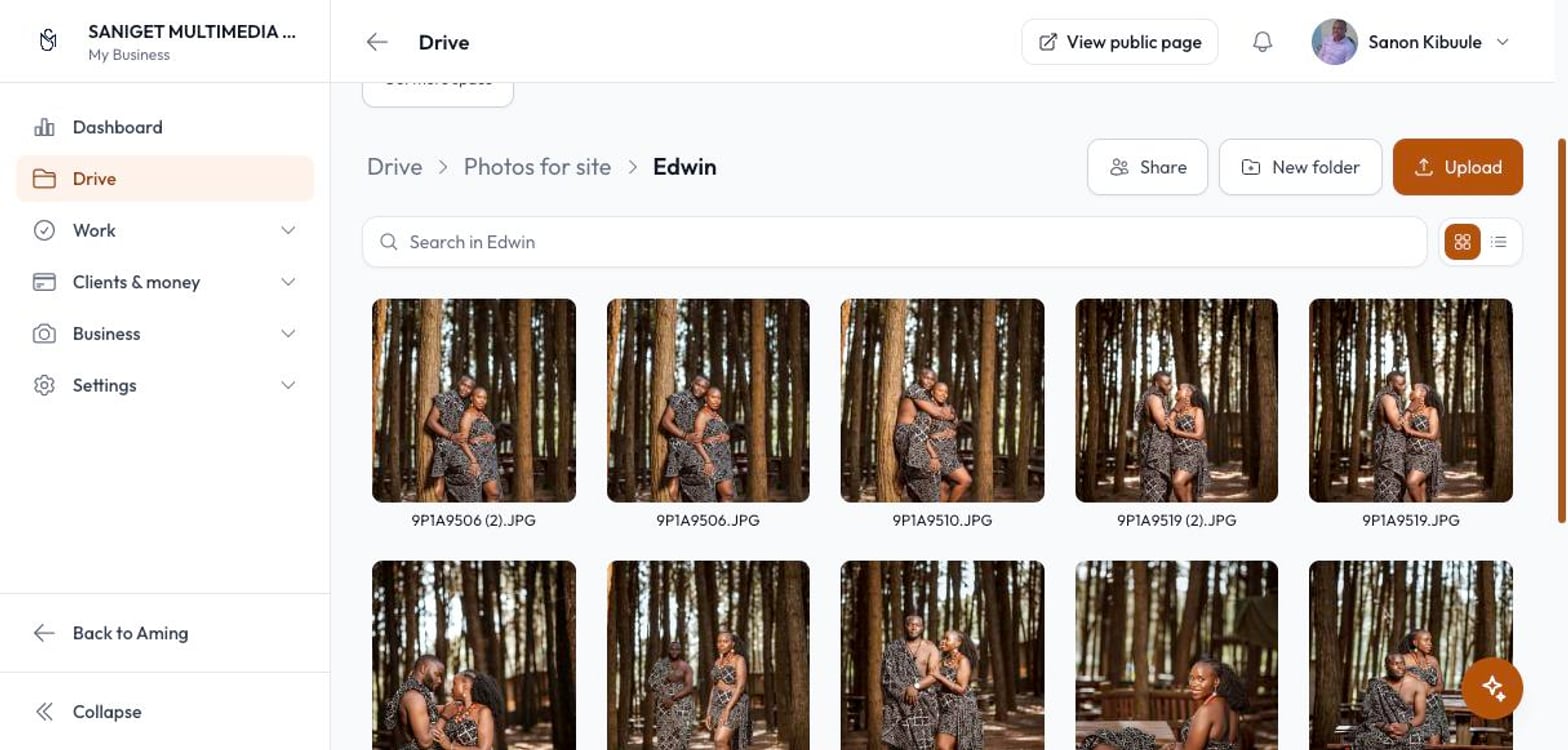 SANIGET MULTIMEDIA ...
My Business
Drive
View public page
Sanon Kibuule
Dashboard
Drive
Work
Clients & money
Business
Settings
Back to Aming
Collapse
Drive > Photos for site > Edwin
Share
New folder
Upload
Search in Edwin
9P1A9506 (2).JPG
9P1A9506.JPG
9P1A9510.JPG
9P1A9519 (2).JPG
9P1A9519.JPG